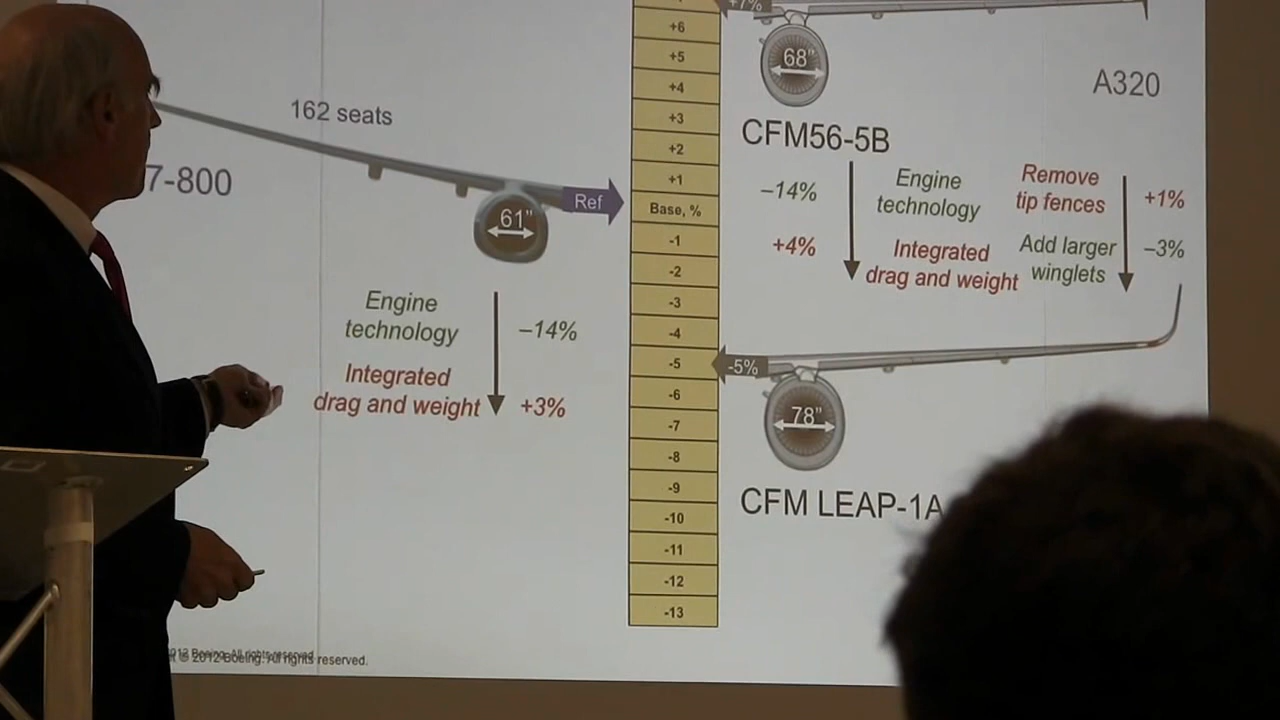 162 seats
7-800
61"
Ref
Engine
technology
–14%
Integrated
drag and weight
+3%
+6
+5
+4
+3
+2
+1
Base, %
-1
-2
-3
-4
-5
-6
-7
-8
-9
-10
-11
-12
-13
+7%
68"
A320
CFM56-5B
–14%
Engine
technology
+4%
Integrated
drag and weight
Remove
tip fences
+1%
Add larger
winglets
–3%
-5%
78"
CFM LEAP-1A
© 2012 Boeing. All rights reserved.